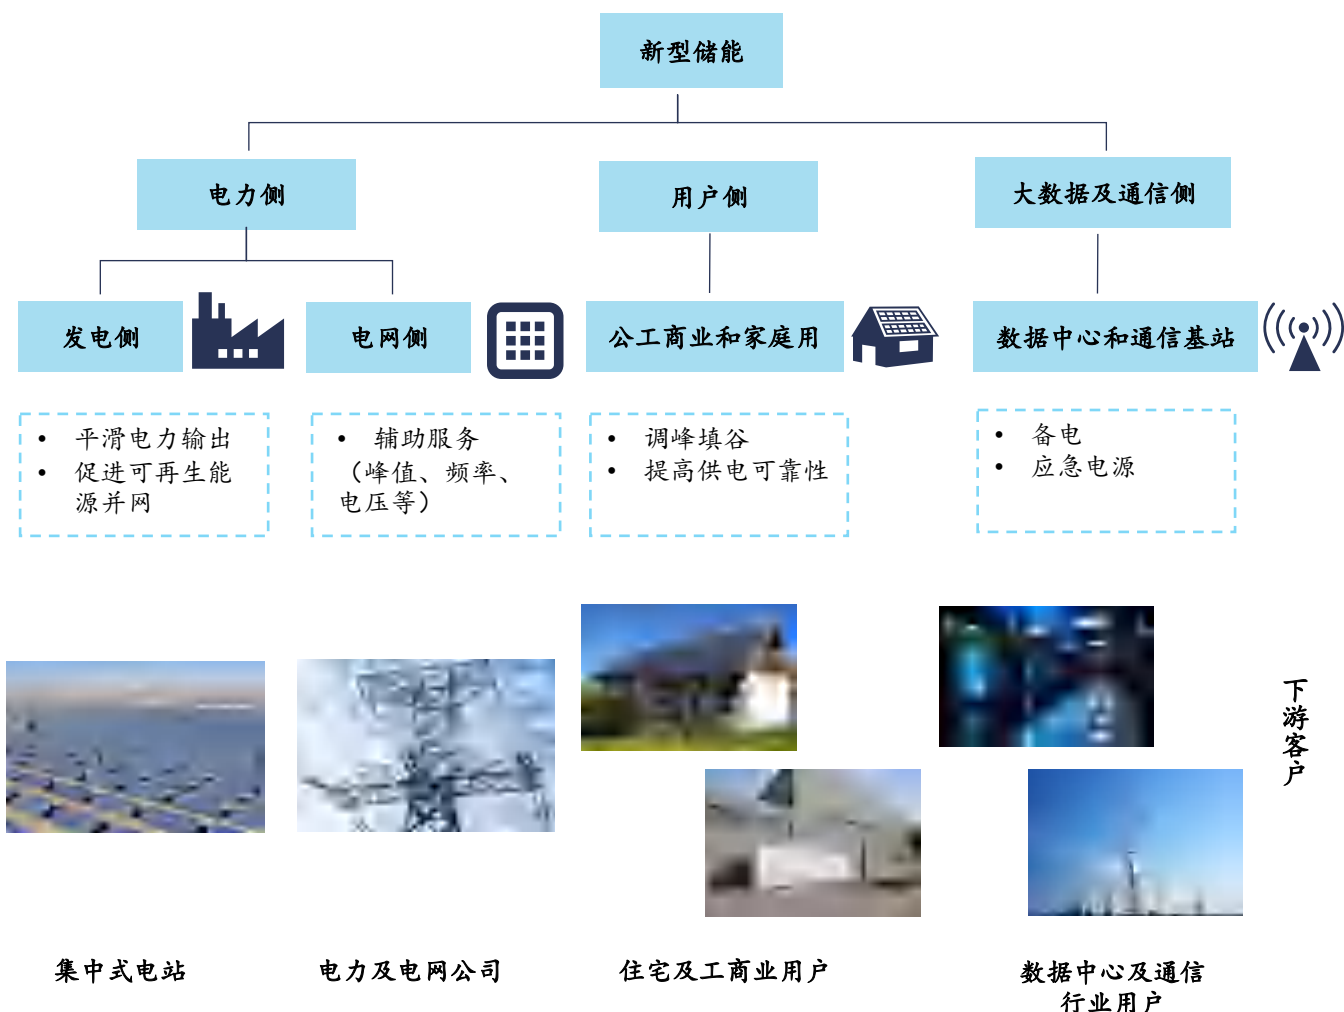 新型储能
电力侧
用户侧
大数据及通信侧
发电侧
电网侧
公工商业和家庭用
数据中心和通信基站
• 平滑电力输出
• 促进可再生能
源并网
• 辅助服务
（峰值、频率、
电压等）
• 调峰填谷
• 提高供电可靠性
• 备电
• 应急电源
下游客户
集中式电站
电力及电网公司
住宅及工商业用户
数据中心及通信
行业用户